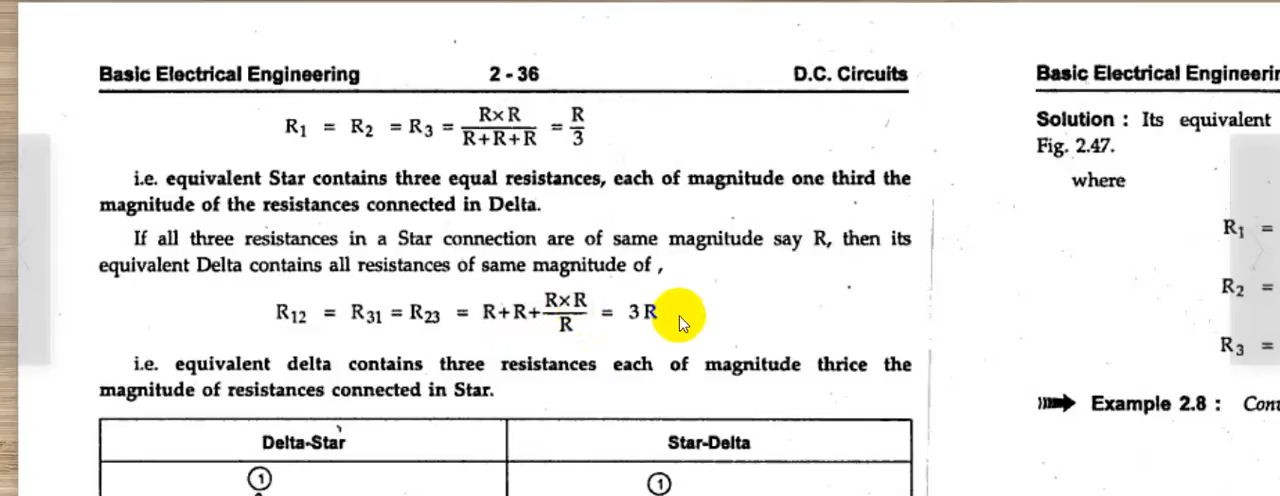 Basic Electrical Engineering 2 - 36 D.C. Circuits
R₁ = R₂ = R₃ = R×R / R+R+R = R / 3
i.e. equivalent Star contains three equal resistances, each of magnitude one third the
magnitude of the resistances connected in Delta.
If all three resistances in a Star connection are of same magnitude say R, then its
equivalent Delta contains all resistances of same magnitude of ,
R₁₂ = R₃₁ = R₂₃ = R+R+ R×R / R = 3 R
i.e. equivalent delta contains three resistances each of magnitude thrice the
magnitude of resistances connected in Star.
Delta-Star Star-Delta
1 1
Basic Electrical
Solution : Its equivalent
Fig. 2.47.
where
R₁ =
R₂ =
R₃ =
Example 2.8 :